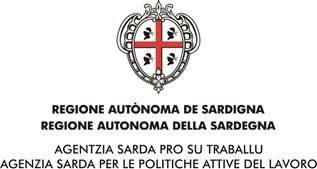 REGIONE AUTÒNOMA DE SARDIGNA
REGIONE AUTONOMA DELLA SARDEGNA
AGENTZIA SARDA PRO SU TRABALLU
AGENZIA SARDA PER LE POLITICHE ATTIVE DEL LAVORO